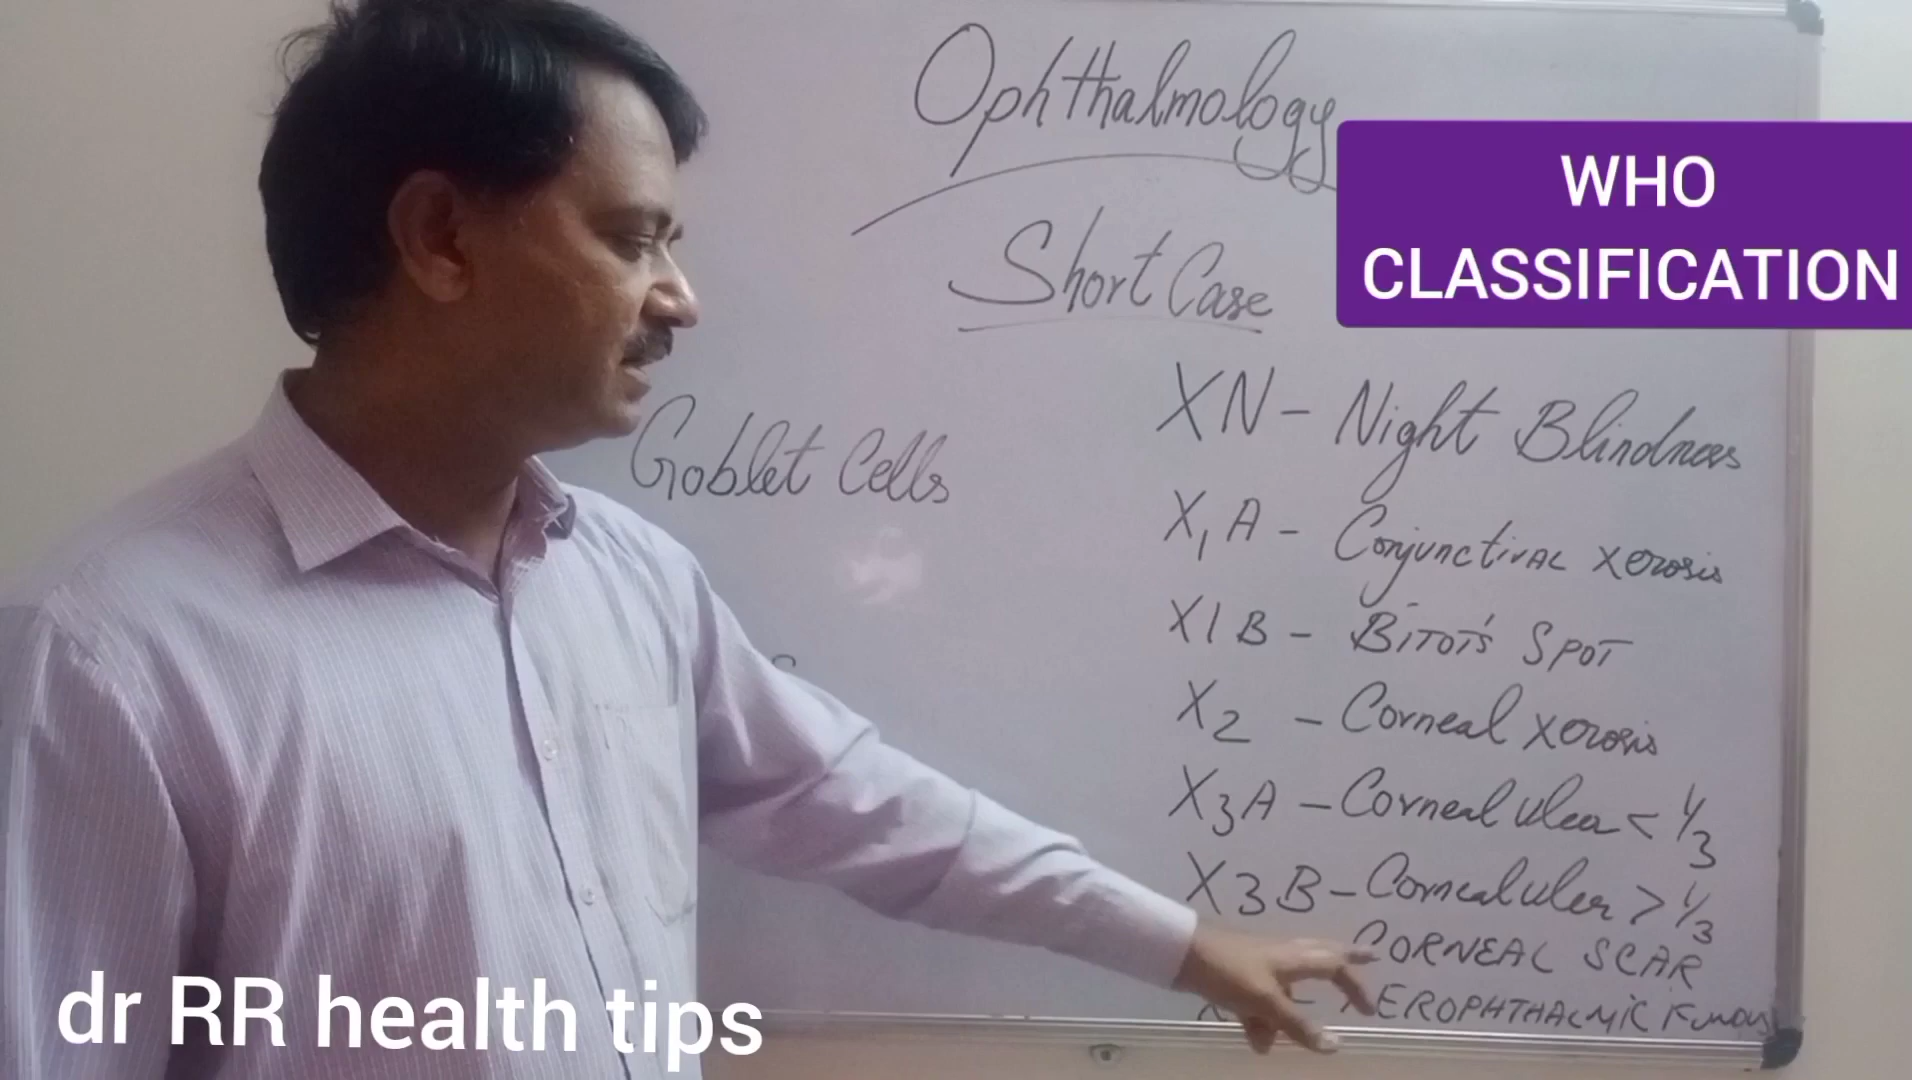 Ophthalmology
WHO
CLASSIFICATION
Short Case
Goblet Cells
XN - Night Blindness
X1A - Conjunctival xerosis
X1B - BITOT'S SPOT
X2 - Corneal xerosis
X3A - Corneal ulcer < 1/3
X3B - Corneal ulcer > 1/3
CORNEAL SCAR
XEROPHTHALMIC FUNDUS
dr RR health tips